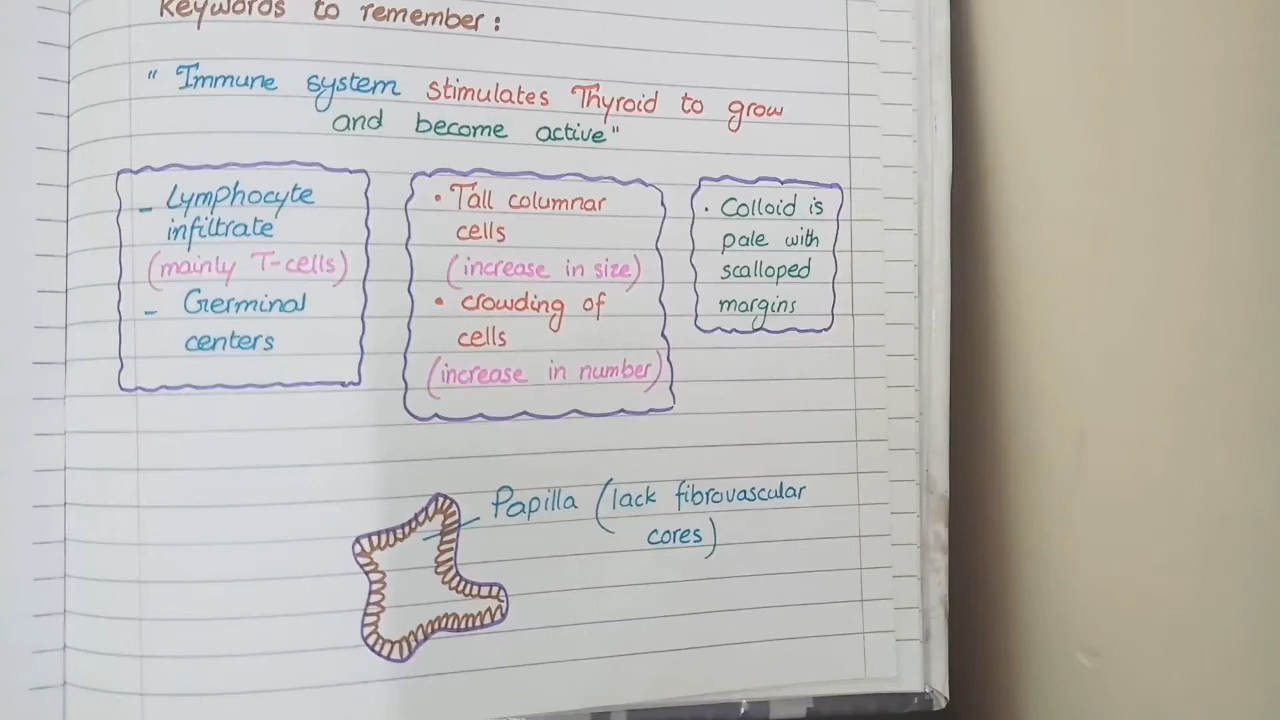 Keywords to remember:
" Immune system stimulates Thyroid to grow
and become active"
- Lymphocyte
infiltrate
(mainly T-cells)
- Germinal
centers
• Tall columnar
cells
(increase in size)
• crowding of
cells
(increase in number)
• Colloid is
pale with
scalloped
margins
Papilla (lack fibrovascular
cores)